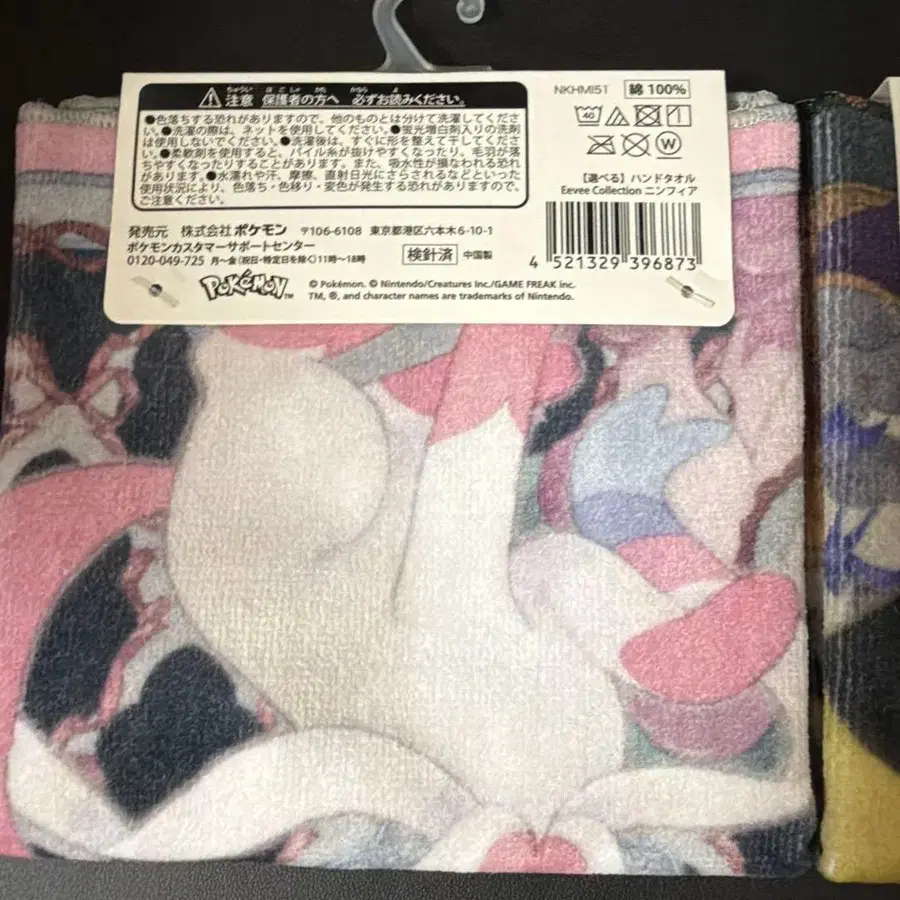 注意 保護者の方へ 必ずお読みください。
●色落ちする恐れがありますので、他のものとは分けて洗濯してください。●洗濯の際は、ネットを使用してください。●蛍光増白剤入りの洗剤は使用しないでください。●洗濯後は、すぐに形を整えて干してください。●柔軟剤を使用すると、パイル糸が抜けやすくなったり、毛羽が落ちやすくなったりすることがあります。また、吸水性が損なわれる恐れがあります。●水濡れや汗、摩擦、直射日光にさらされるなどといった使用状況により、色落ち・色移り・変色が発生する恐れがありますので、ご注意ください。
発売元 株式会社ポケモン 〒106-6108 東京都港区六本木6-10-1
ポケモンカスタマーサポートセンター
0120-049-725 月〜金(祝日・特定日を除く)11時〜18時
検針済 中国製
NKHMI51 綿 100%
40
W
【選べる】ハンドタオル
Eevee Collection ニンフィア
4 521329 396873
POKéMON™
© Pokémon. © Nintendo/Creatures Inc./GAME FREAK inc.
TM, ®, and character names are trademarks of Nintendo.